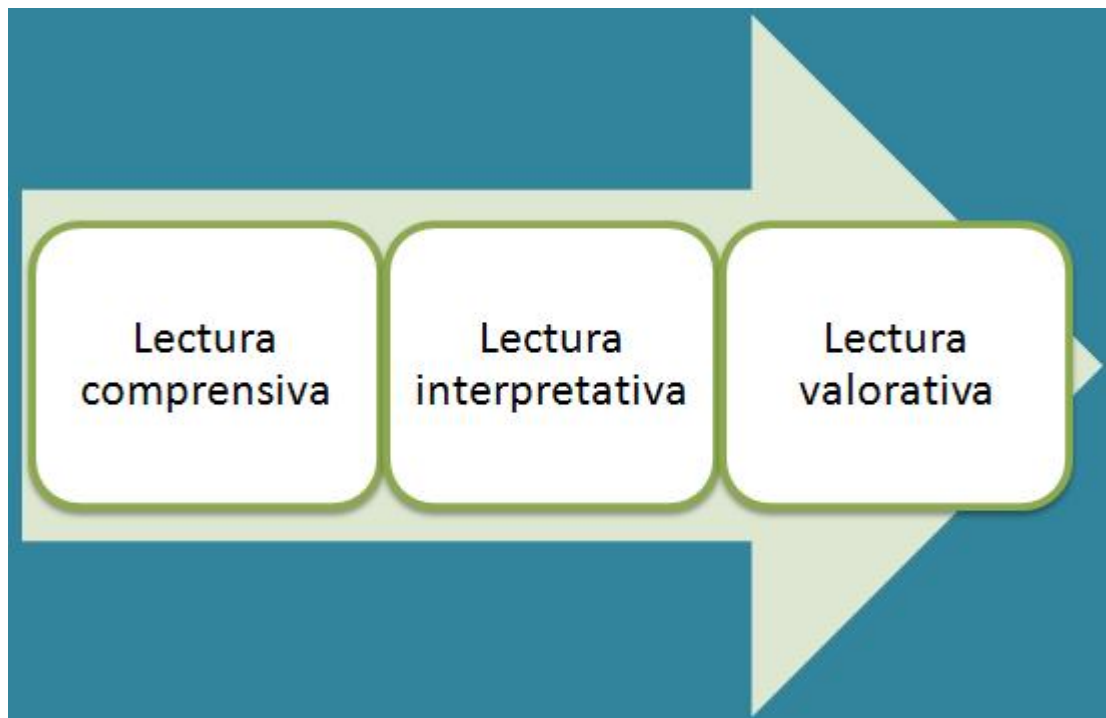 Lectura
comprensiva
Lectura
interpretativa
Lectura
valorativa